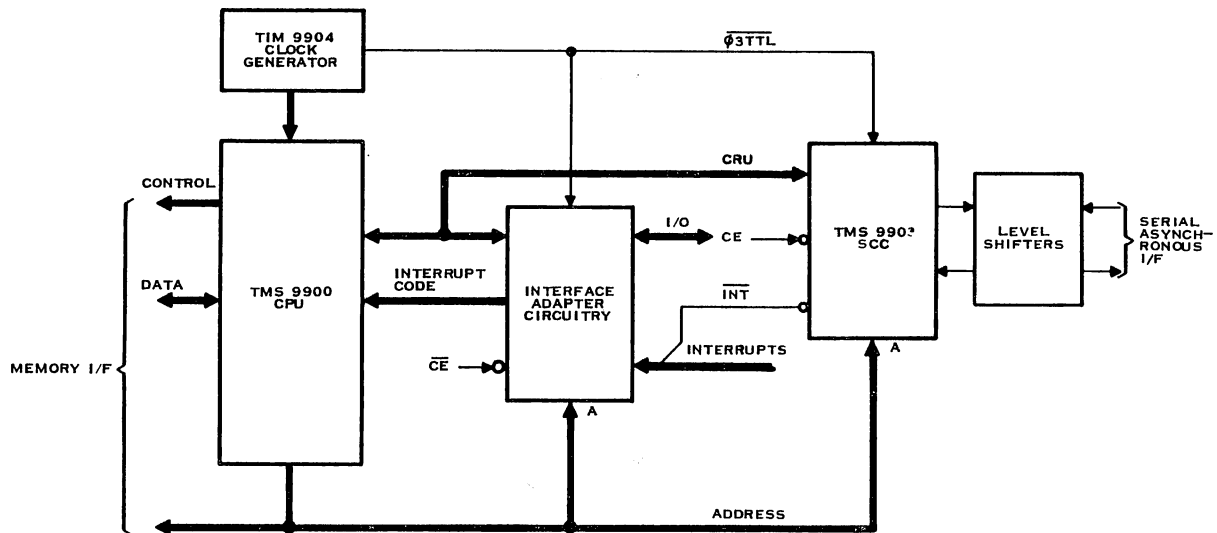 TIM 9904
CLOCK
GENERATOR
φ3TTL
CRU
CONTROL
I/O
CE
TMS 9903
SCC
LEVEL
SHIFTERS
SERIAL
ASYNCH-
RONOUS
I/F
DATA
TMS 9900
CPU
INTERRUPT
CODE
INTERFACE
ADAPTER
CIRCUITRY
INT
INTERRUPTS
MEMORY I/F
CE
A
A
ADDRESS